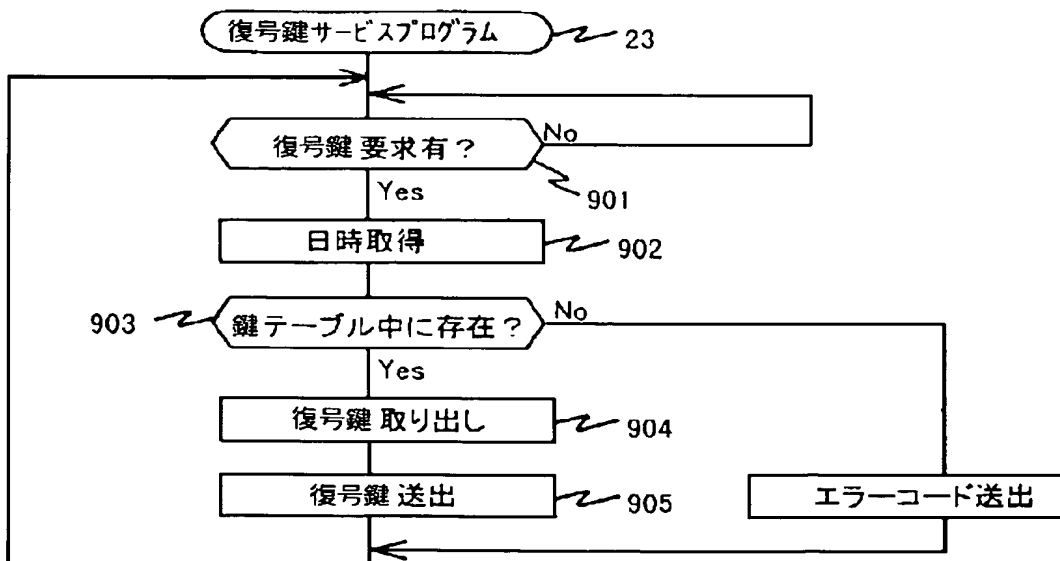 復号鍵サービスプログラム
23
復号鍵要求有？
No
901
Yes
日時取得
902
903
鍵テーブル中に存在？
No
Yes
復号鍵取り出し
904
復号鍵送出
905
エラーコード送出